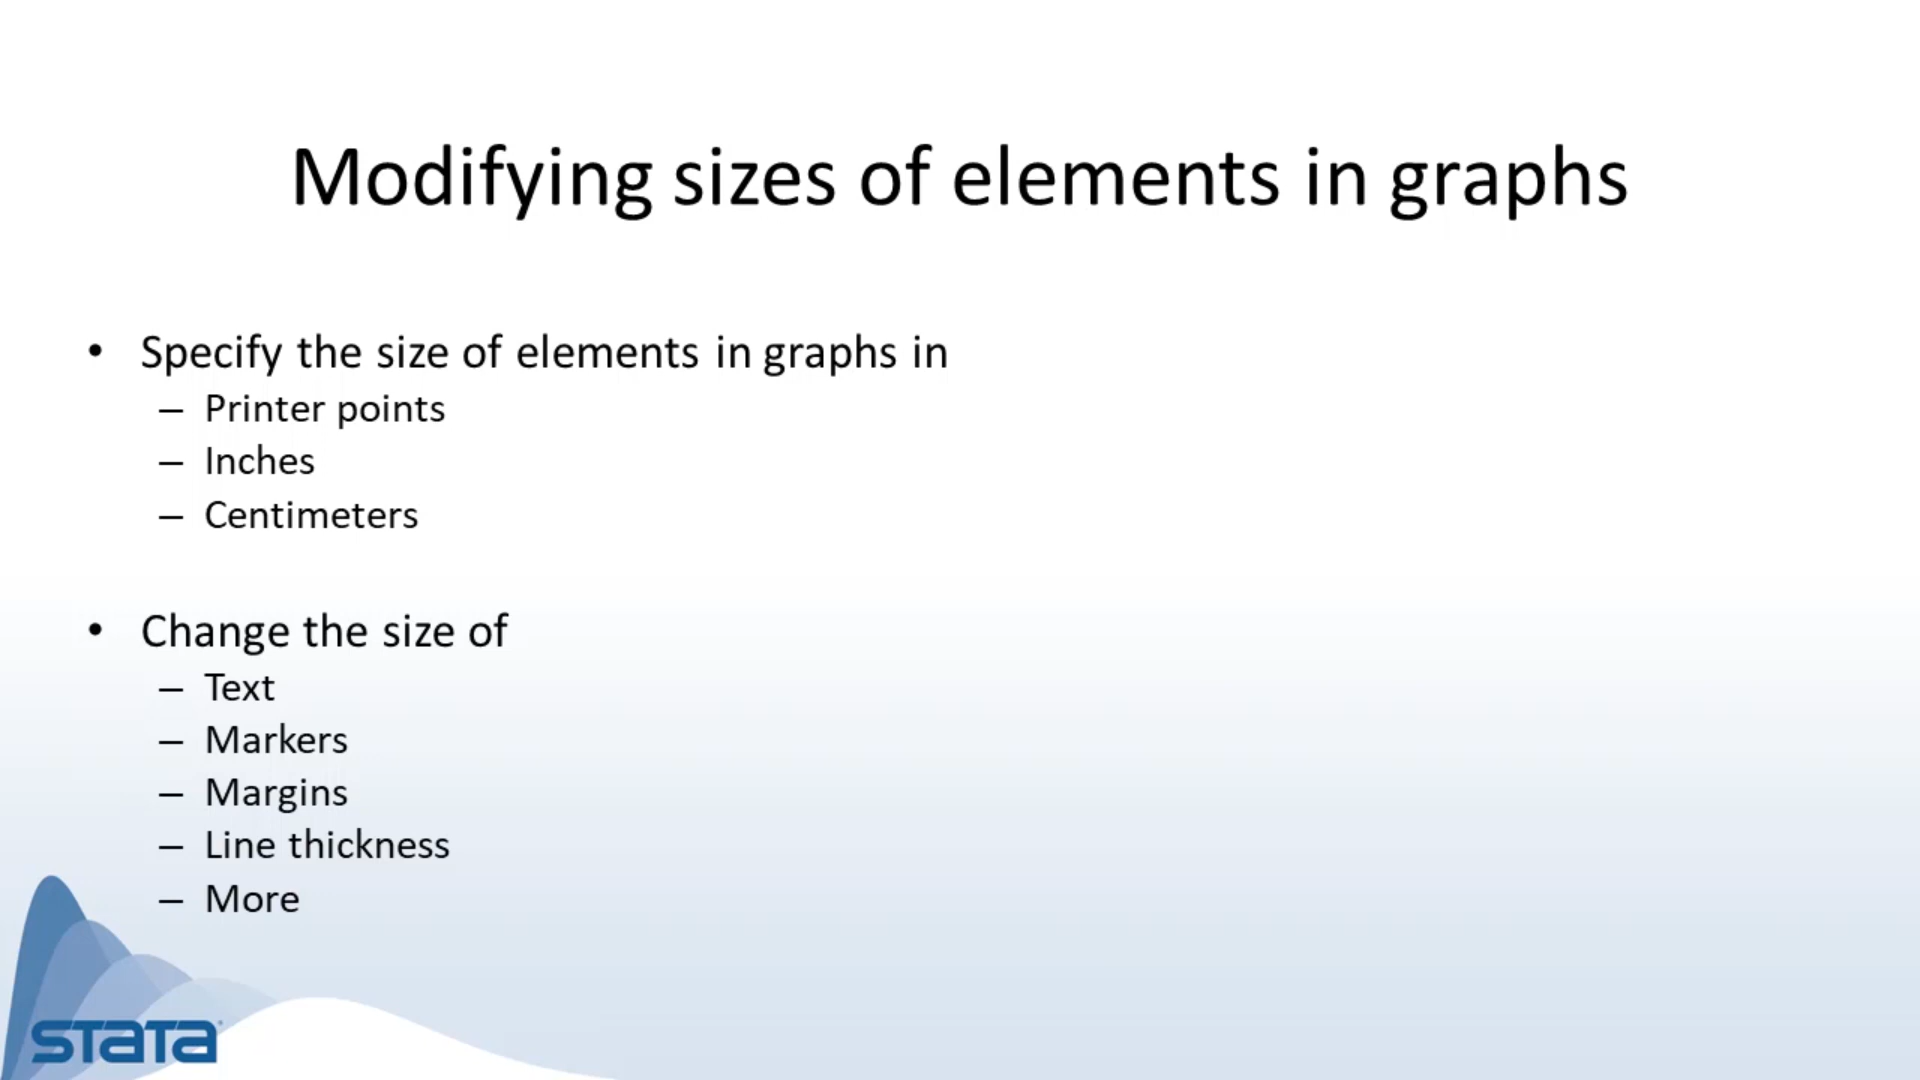 Modifying sizes of elements in graphs
• Specify the size of elements in graphs in
– Printer points
– Inches
– Centimeters
• Change the size of
– Text
– Markers
– Margins
– Line thickness
– More
stata